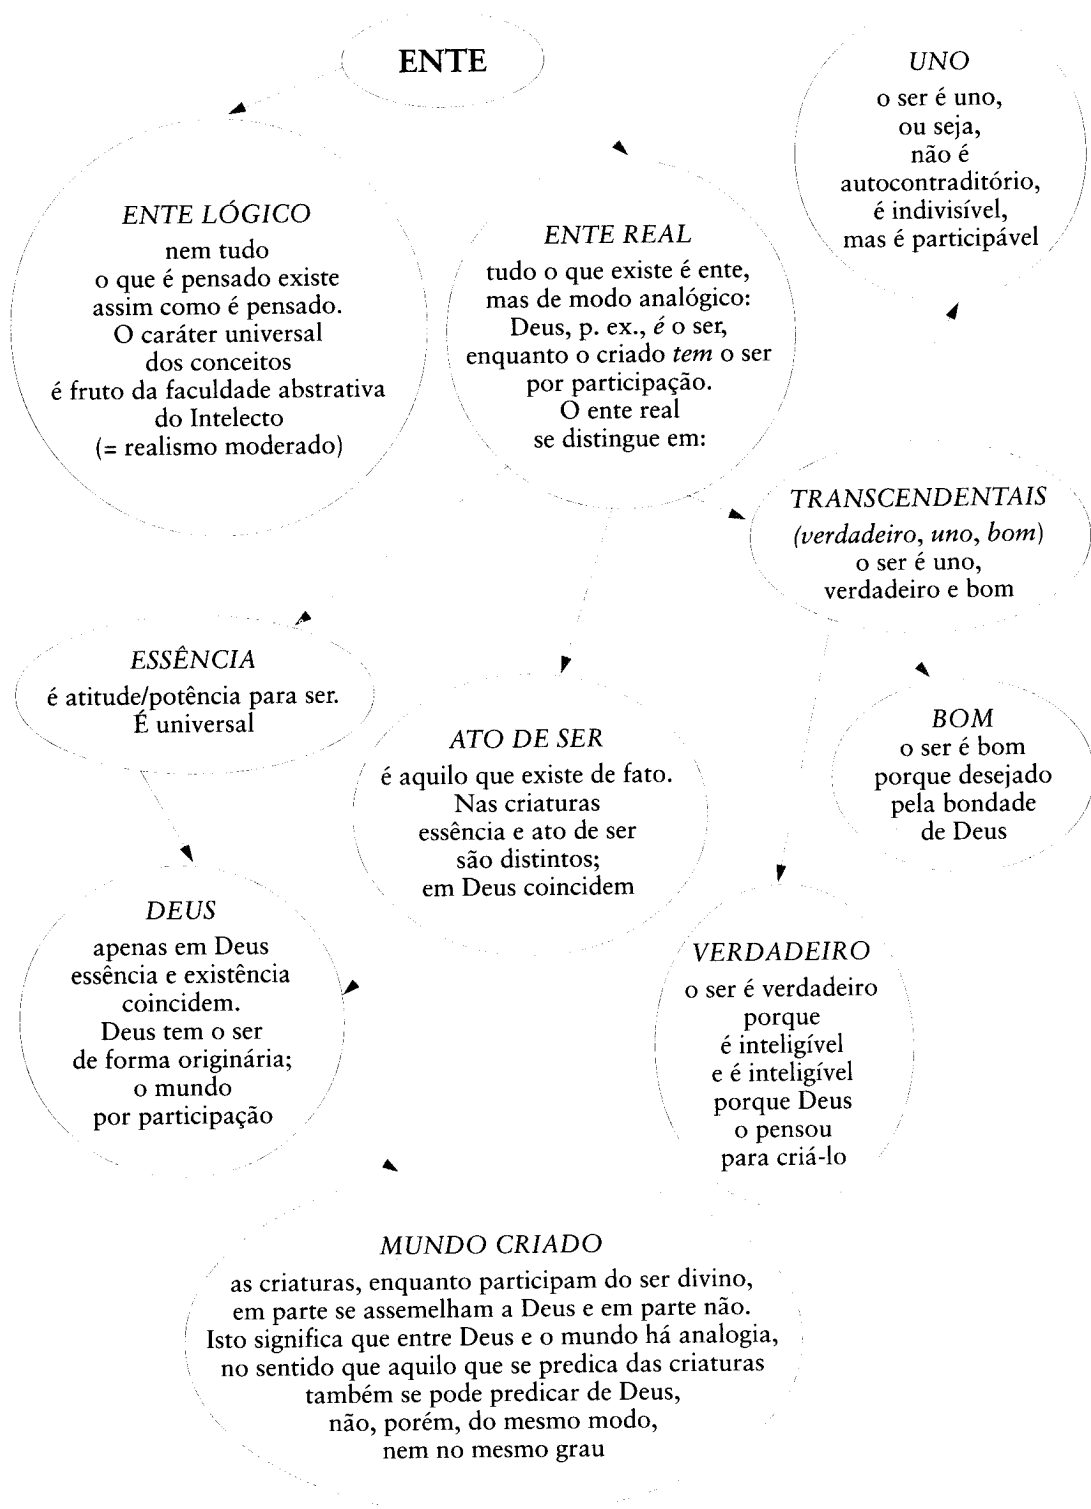 ENTE
UNO
o ser é uno,
ou seja,
não é
autocontraditório,
é indivisível,
mas é participável
ENTE LÓGICO
nem tudo
o que é pensado existe
assim como é pensado.
O caráter universal
dos conceitos
é fruto da faculdade abstrativa
do Intelecto
(= realismo moderado)
ENTE REAL
tudo o que existe é ente,
mas de modo analógico:
Deus, p. ex., é o ser,
enquanto o criado tem o ser
por participação.
O ente real
se distingue em:
TRANSCENDENTAIS
(verdadeiro, uno, bom)
o ser é uno,
verdadeiro e bom
ESSÊNCIA
é atitude/potência para ser.
É universal
ATO DE SER
é aquilo que existe de fato.
Nas criaturas
essência e ato de ser
são distintos;
em Deus coincidem
BOM
o ser é bom
porque desejado
pela bondade
de Deus
DEUS
apenas em Deus
essência e existência
coincidem.
Deus tem o ser
de forma originária;
o mundo
por participação
VERDADEIRO
o ser é verdadeiro
porque
é inteligível
e é inteligível
porque Deus
o pensou
para criá-lo
MUNDO CRIADO
as criaturas, enquanto participam do ser divino,
em parte se assemelham a Deus e em parte não.
Isto significa que entre Deus e o mundo há analogia,
no sentido que aquilo que se predica das criaturas
também se pode predicar de Deus,
não, porém, do mesmo modo,
nem no mesmo grau